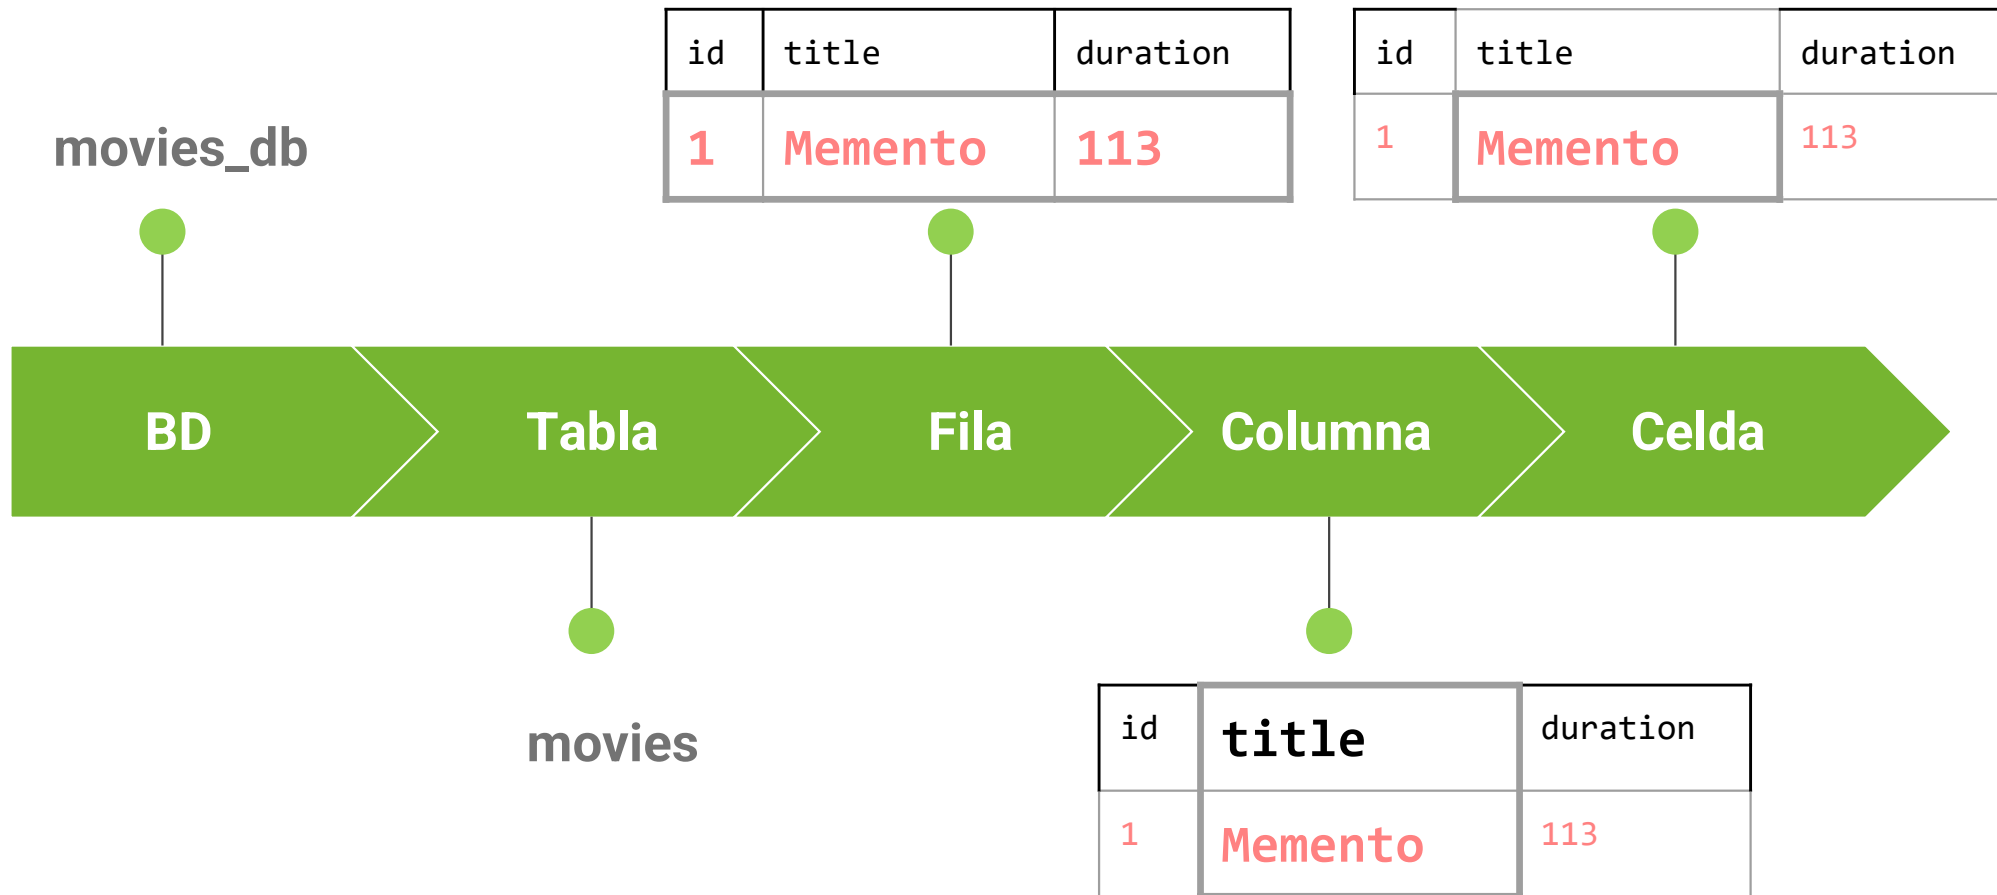 id title duration
1 Memento 113
id title duration
1 Memento 113
movies_db
BD Tabla Fila Columna Celda
movies
id title duration
1 Memento 113